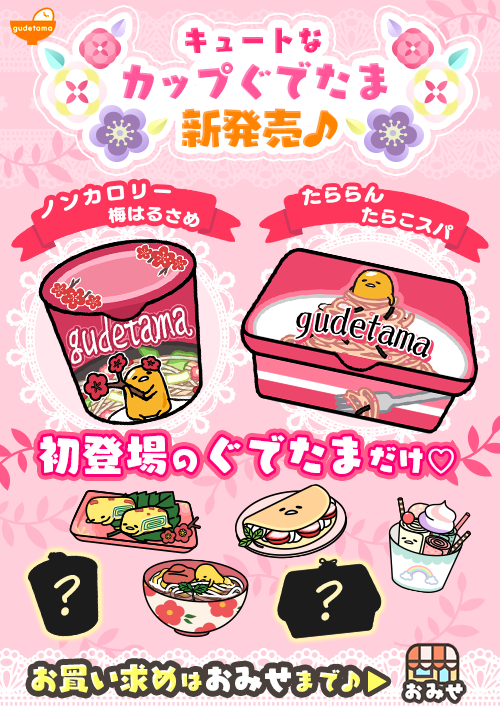 gudetama
キュートな
カップぐでたま
新発売♪
ノンカロリー
梅はるさめ
たららん
たらこスパ
gudetama
gudetama
初登場のぐでたまだけ♡
?
?
お買い求めはおみせまで♪▶
おみせ